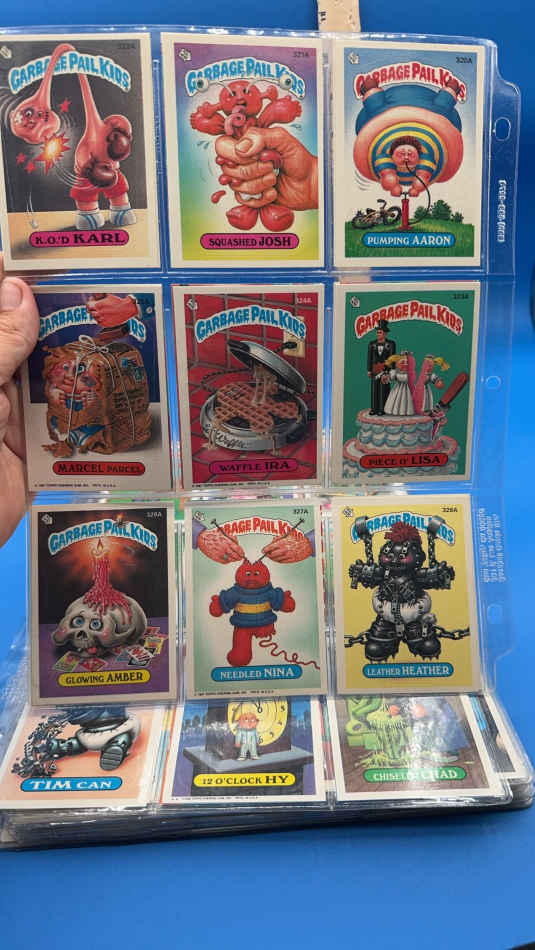 322A
GARBAGE PAIL KIDS
K.O.'D KARL
321A
GARBAGE PAIL KIDS
SQUASHED JOSH
320A
GARBAGE PAIL KIDS
PUMPING AARON
GARBAGE PAIL KIDS
MARCEL PARCEL
324A
GARBAGE PAIL KIDS
Waffle
WAFFLE IRA
323A
GARBAGE PAIL KIDS
PIECE O' LISA
GARBAGE PAIL KIDS
GLOWING AMBER
327A
GARBAGE PAIL KIDS
NEEDLED NINA
GARBAGE PAIL KIDS
LEATHER HEATHER
TIM CAN
12 O'CLOCK HY
CHISELED CHAD